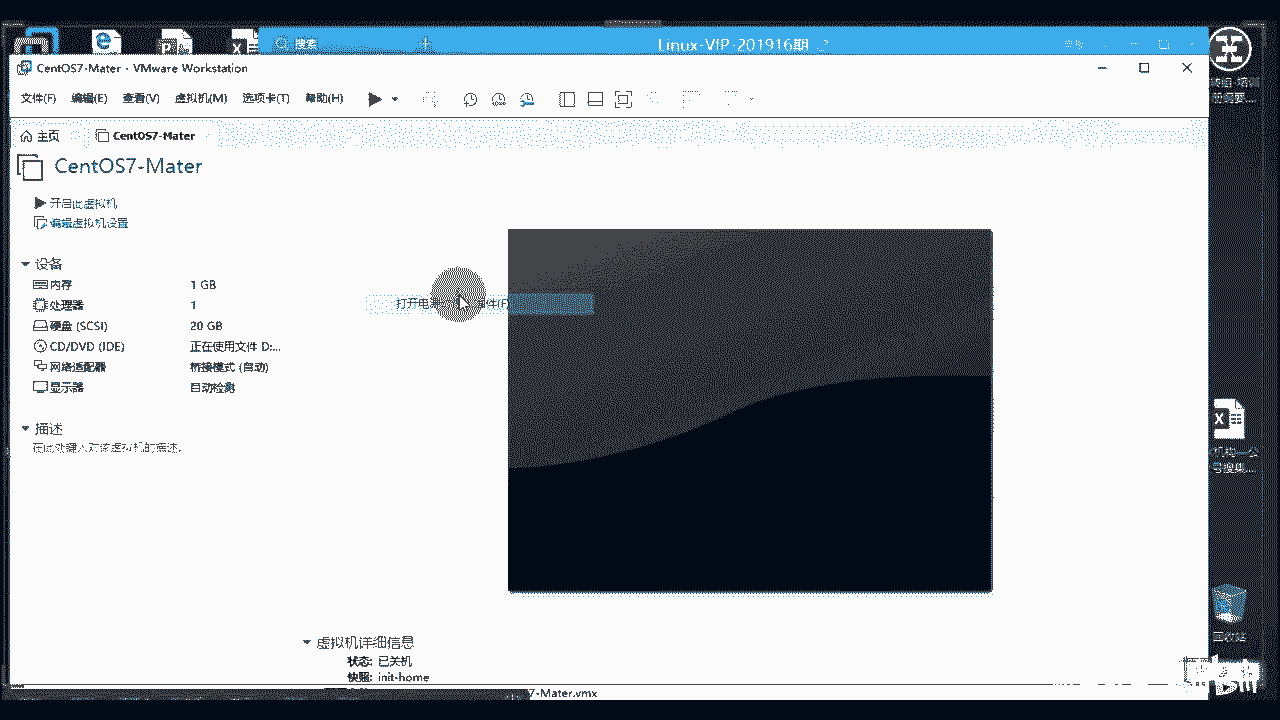 搜索
Linux-VIP-201916期
CentOS7-Mater - VMware Workstation
文件(F) 编辑(E) 查看(V) 虚拟机(M) 选项卡(T) 帮助(H)
主页 CentOS7-Mater
CentOS7-Mater
开启此虚拟机
编辑虚拟机设置
设备
内存 1 GB
处理器 1
硬盘 (SCSI) 20 GB
CD/DVD (IDE) 正在使用文件 D:...
网络适配器 桥接模式 (自动)
显示器 自动检测
打开电源
描述
在此处键入对该虚拟机的描述。
虚拟机详细信息
状态: 已关机
快照: init-home
7-Mater.vmx
回收站